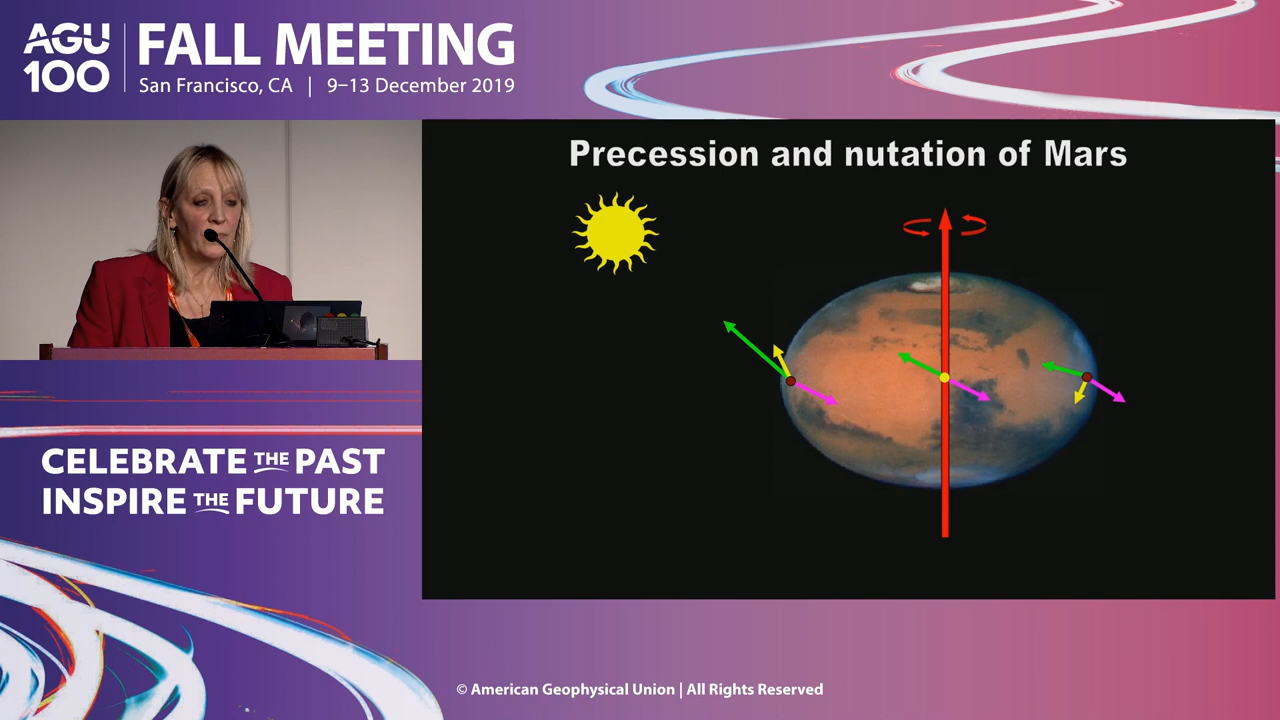 AGU
100
FALL MEETING
San Francisco, CA | 9–13 December 2019
Precession and nutation of Mars
CELEBRATE THE PAST
INSPIRE THE FUTURE
© American Geophysical Union | All Rights Reserved